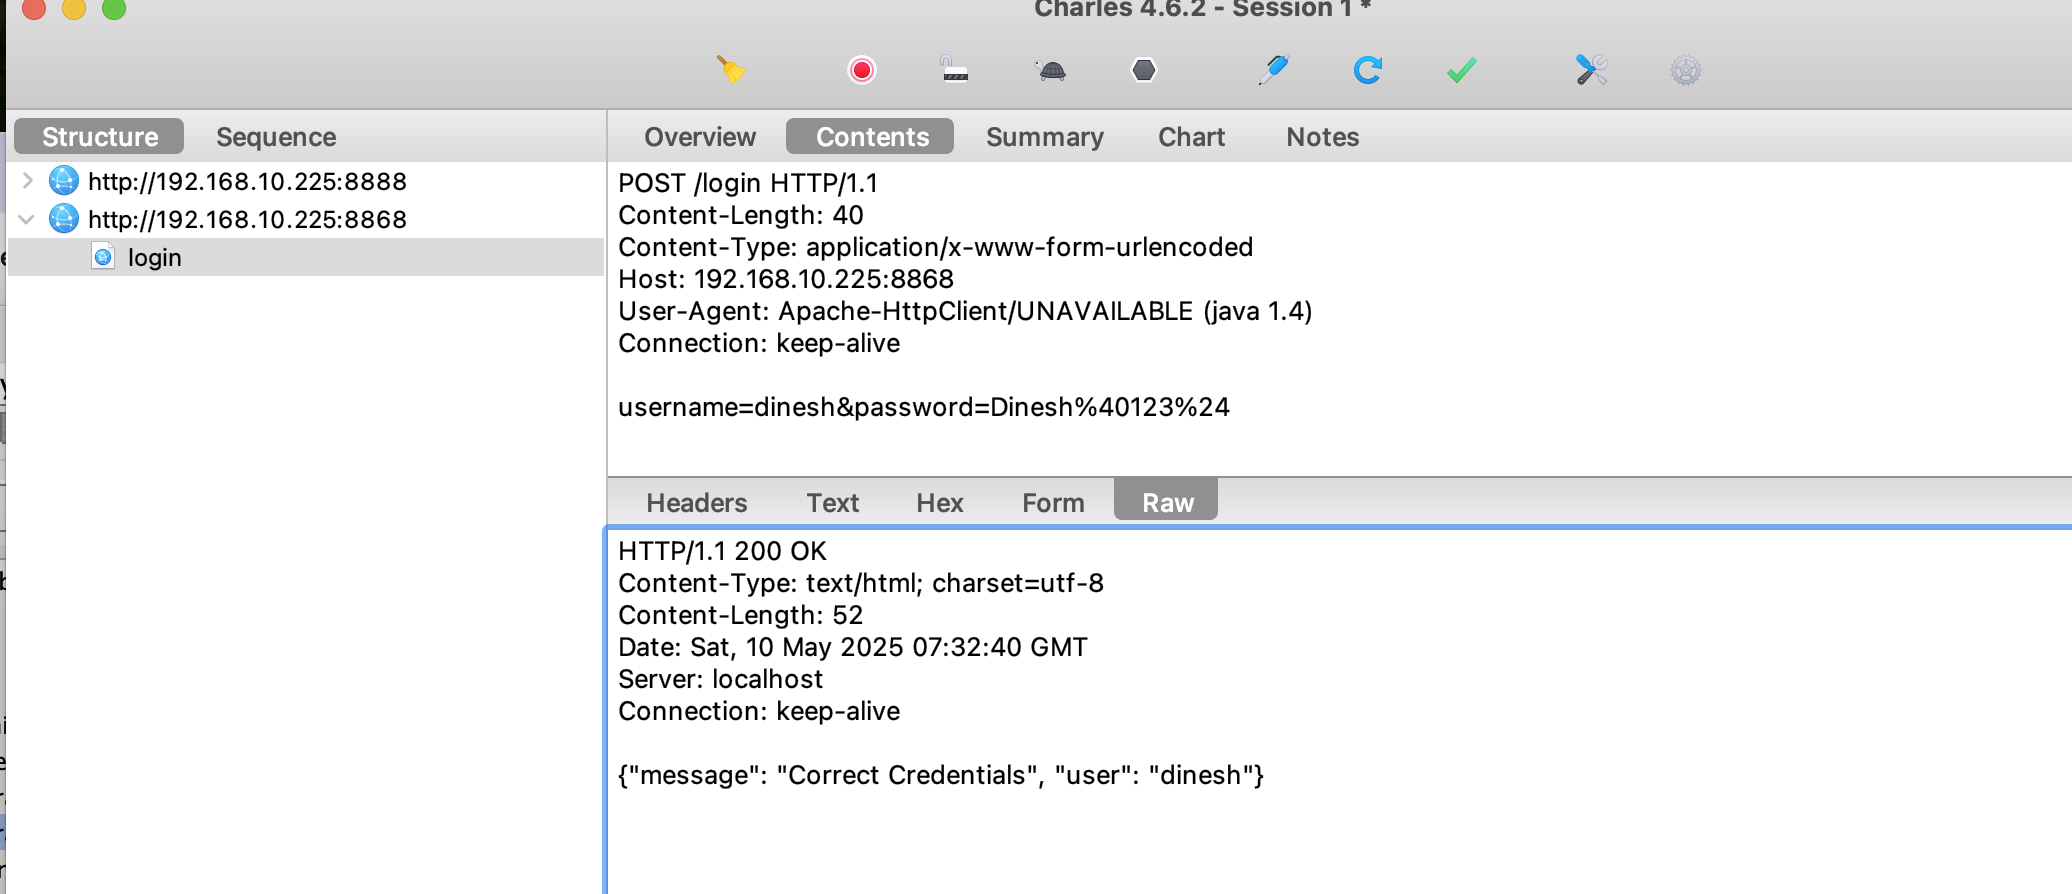 Charles 4.6.2 - Session 1 *
Structure
Sequence
http://192.168.10.225:8888
http://192.168.10.225:8868
login
Overview
Contents
Summary
Chart
Notes
POST /login HTTP/1.1
Content-Length: 40
Content-Type: application/x-www-form-urlencoded
Host: 192.168.10.225:8868
User-Agent: Apache-HttpClient/UNAVAILABLE (java 1.4)
Connection: keep-alive
username=dinesh&password=Dinesh%40123%24
Headers
Text
Hex
Form
Raw
HTTP/1.1 200 OK
Content-Type: text/html; charset=utf-8
Content-Length: 52
Date: Sat, 10 May 2025 07:32:40 GMT
Server: localhost
Connection: keep-alive
{"message": "Correct Credentials", "user": "dinesh"}